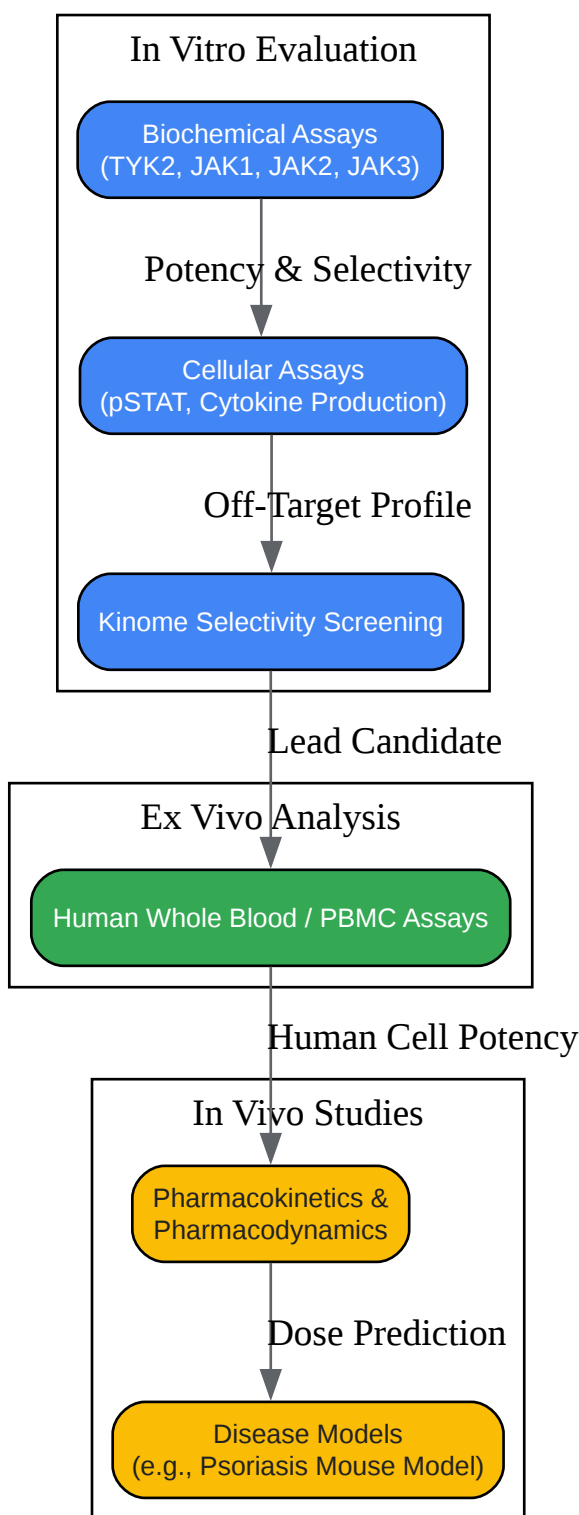 In Vitro Evaluation
Biochemical Assays
(TYK2, JAK1, JAK2, JAK3)
Potency & Selectivity
Cellular Assays
(pSTAT, Cytokine Production)
Off-Target Profile
Kinome Selectivity Screening
Lead Candidate
Ex Vivo Analysis
Human Whole Blood / PBMC Assays
Human Cell Potency
In Vivo Studies
Pharmacokinetics &
Pharmacodynamics
Dose Prediction
Disease Models
(e.g., Psoriasis Mouse Model)